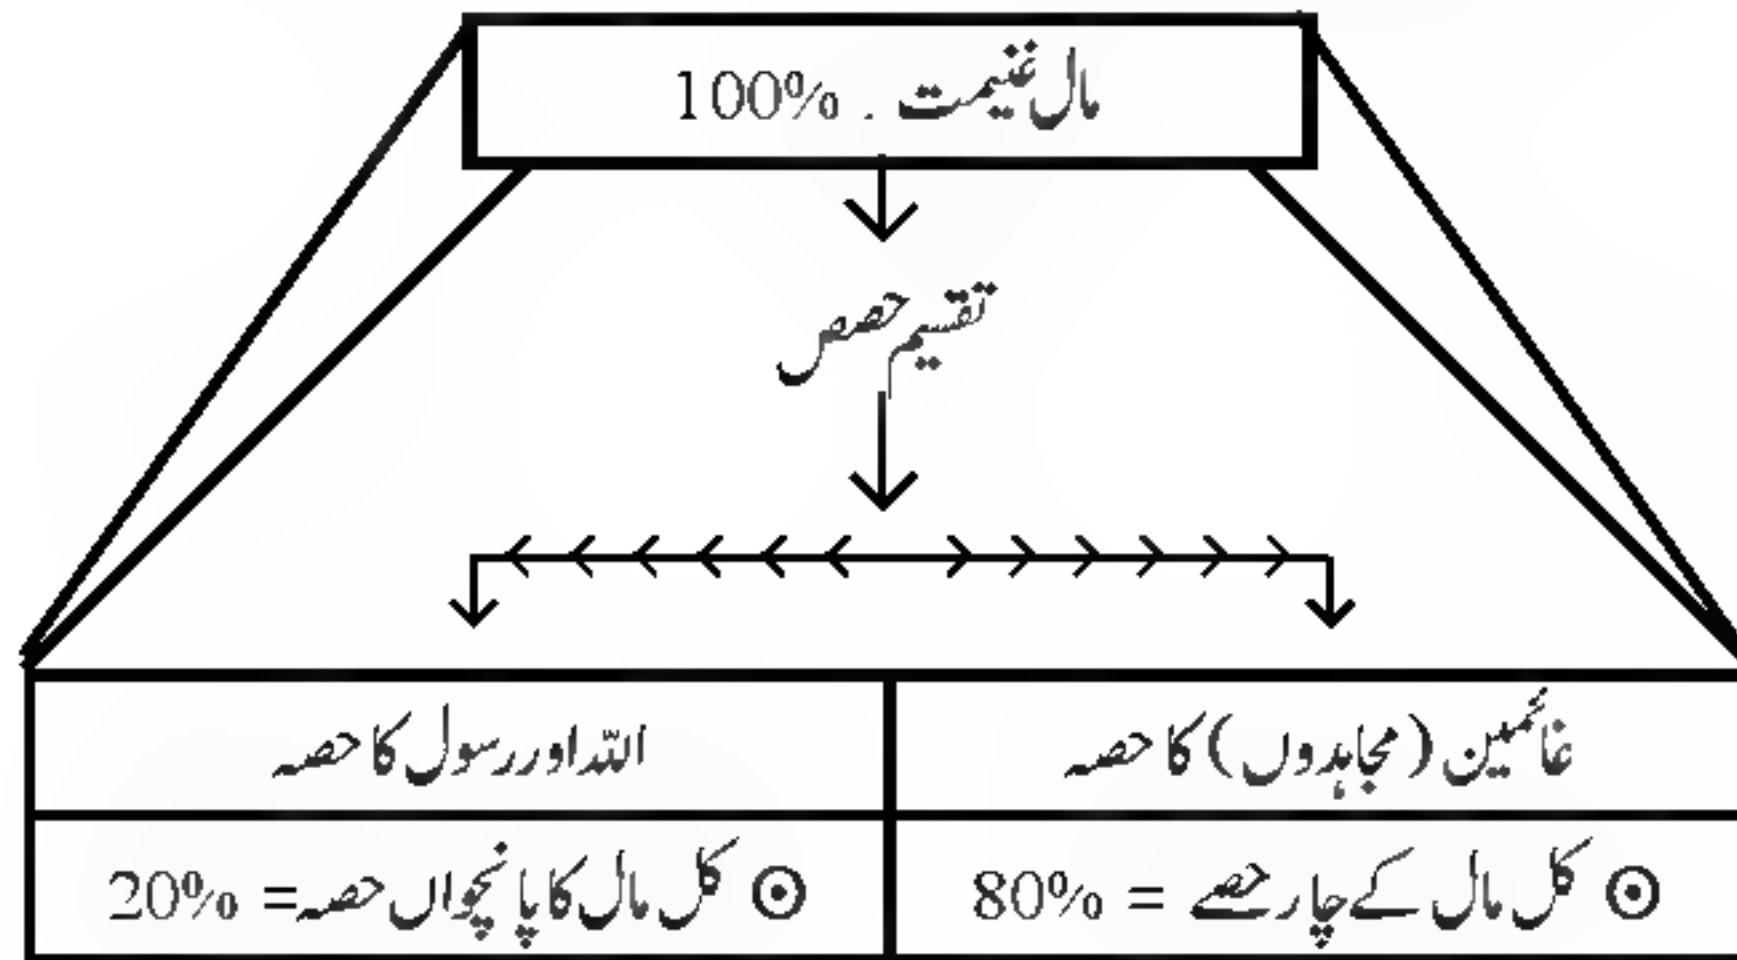 مال غنیمت . 100%
تقسیم حصص
غائمین (مجاہدوں) کا حصہ
اللہ اور رسول کا حصہ
⊙ کل مال کے چار حصے = 80%
⊙ کل مال کا پانچواں حصہ = 20%